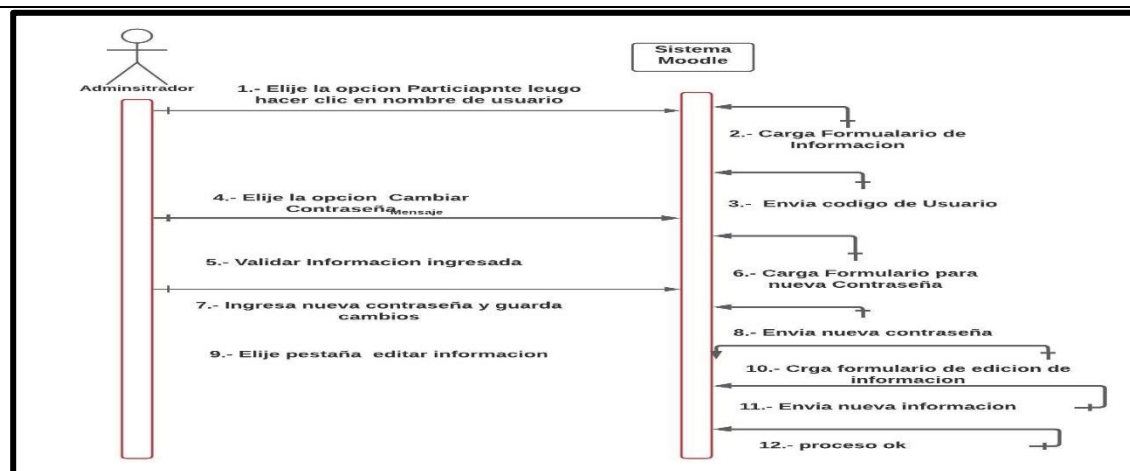 Sistema
Moodle
Adminsitrador
1.- Elije la opcion Particiapnte leugo
hacer clic en nombre de usuario
2.- Carga Formualario de
Informacion
3.- Envia codigo de Usuario
4.- Elije la opcion Cambiar
Contraseña
Mensaje
5.- Validar Informacion ingresada
6.- Carga Formulario para
nueva Contraseña
7.- Ingresa nueva contraseña y guarda
cambios
8.- Envia nueva contraseña
9.- Elije pestaña editar informacion
10.- Crga formulario de edicion de
informacion
11.- Envia nueva informacion
12.- proceso ok